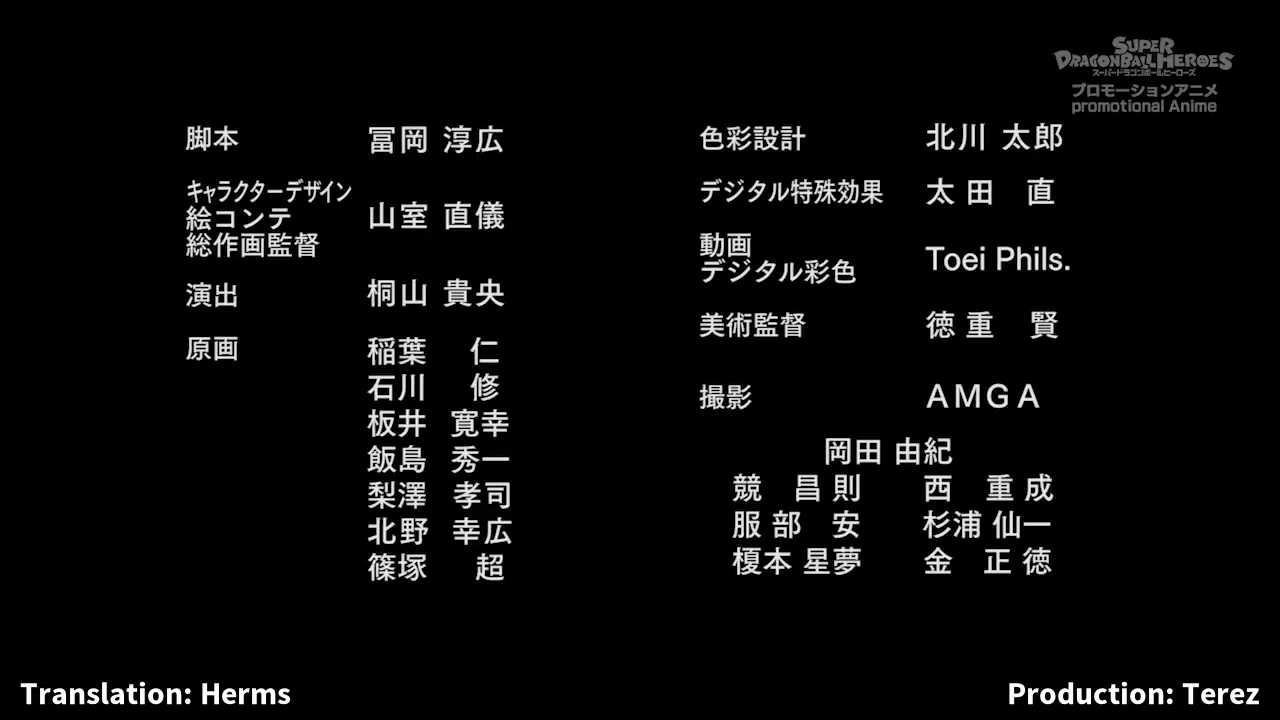 SUPER
DRAGONBALL HEROES
スーパードラゴンボールヒーローズ
プロモーションアニメ
promotional Anime
脚本 冨岡 淳広
キャラクターデザイン
絵コンテ 山室 直儀
総作画監督
演出 桐山 貴央
原画 稲葉 仁
石川 修
板井 寛幸
飯島 秀一
梨澤 孝司
北野 幸広
篠塚 超
色彩設計 北川 太郎
デジタル特殊効果 太田 直
動画
デジタル彩色 Toei Phils.
美術監督 徳重 賢
撮影 AMGA
岡田 由紀
競 昌則 西 重成
服部 安 杉浦 仙一
榎本 星夢 金 正徳
Translation: Herms
Production: Terez